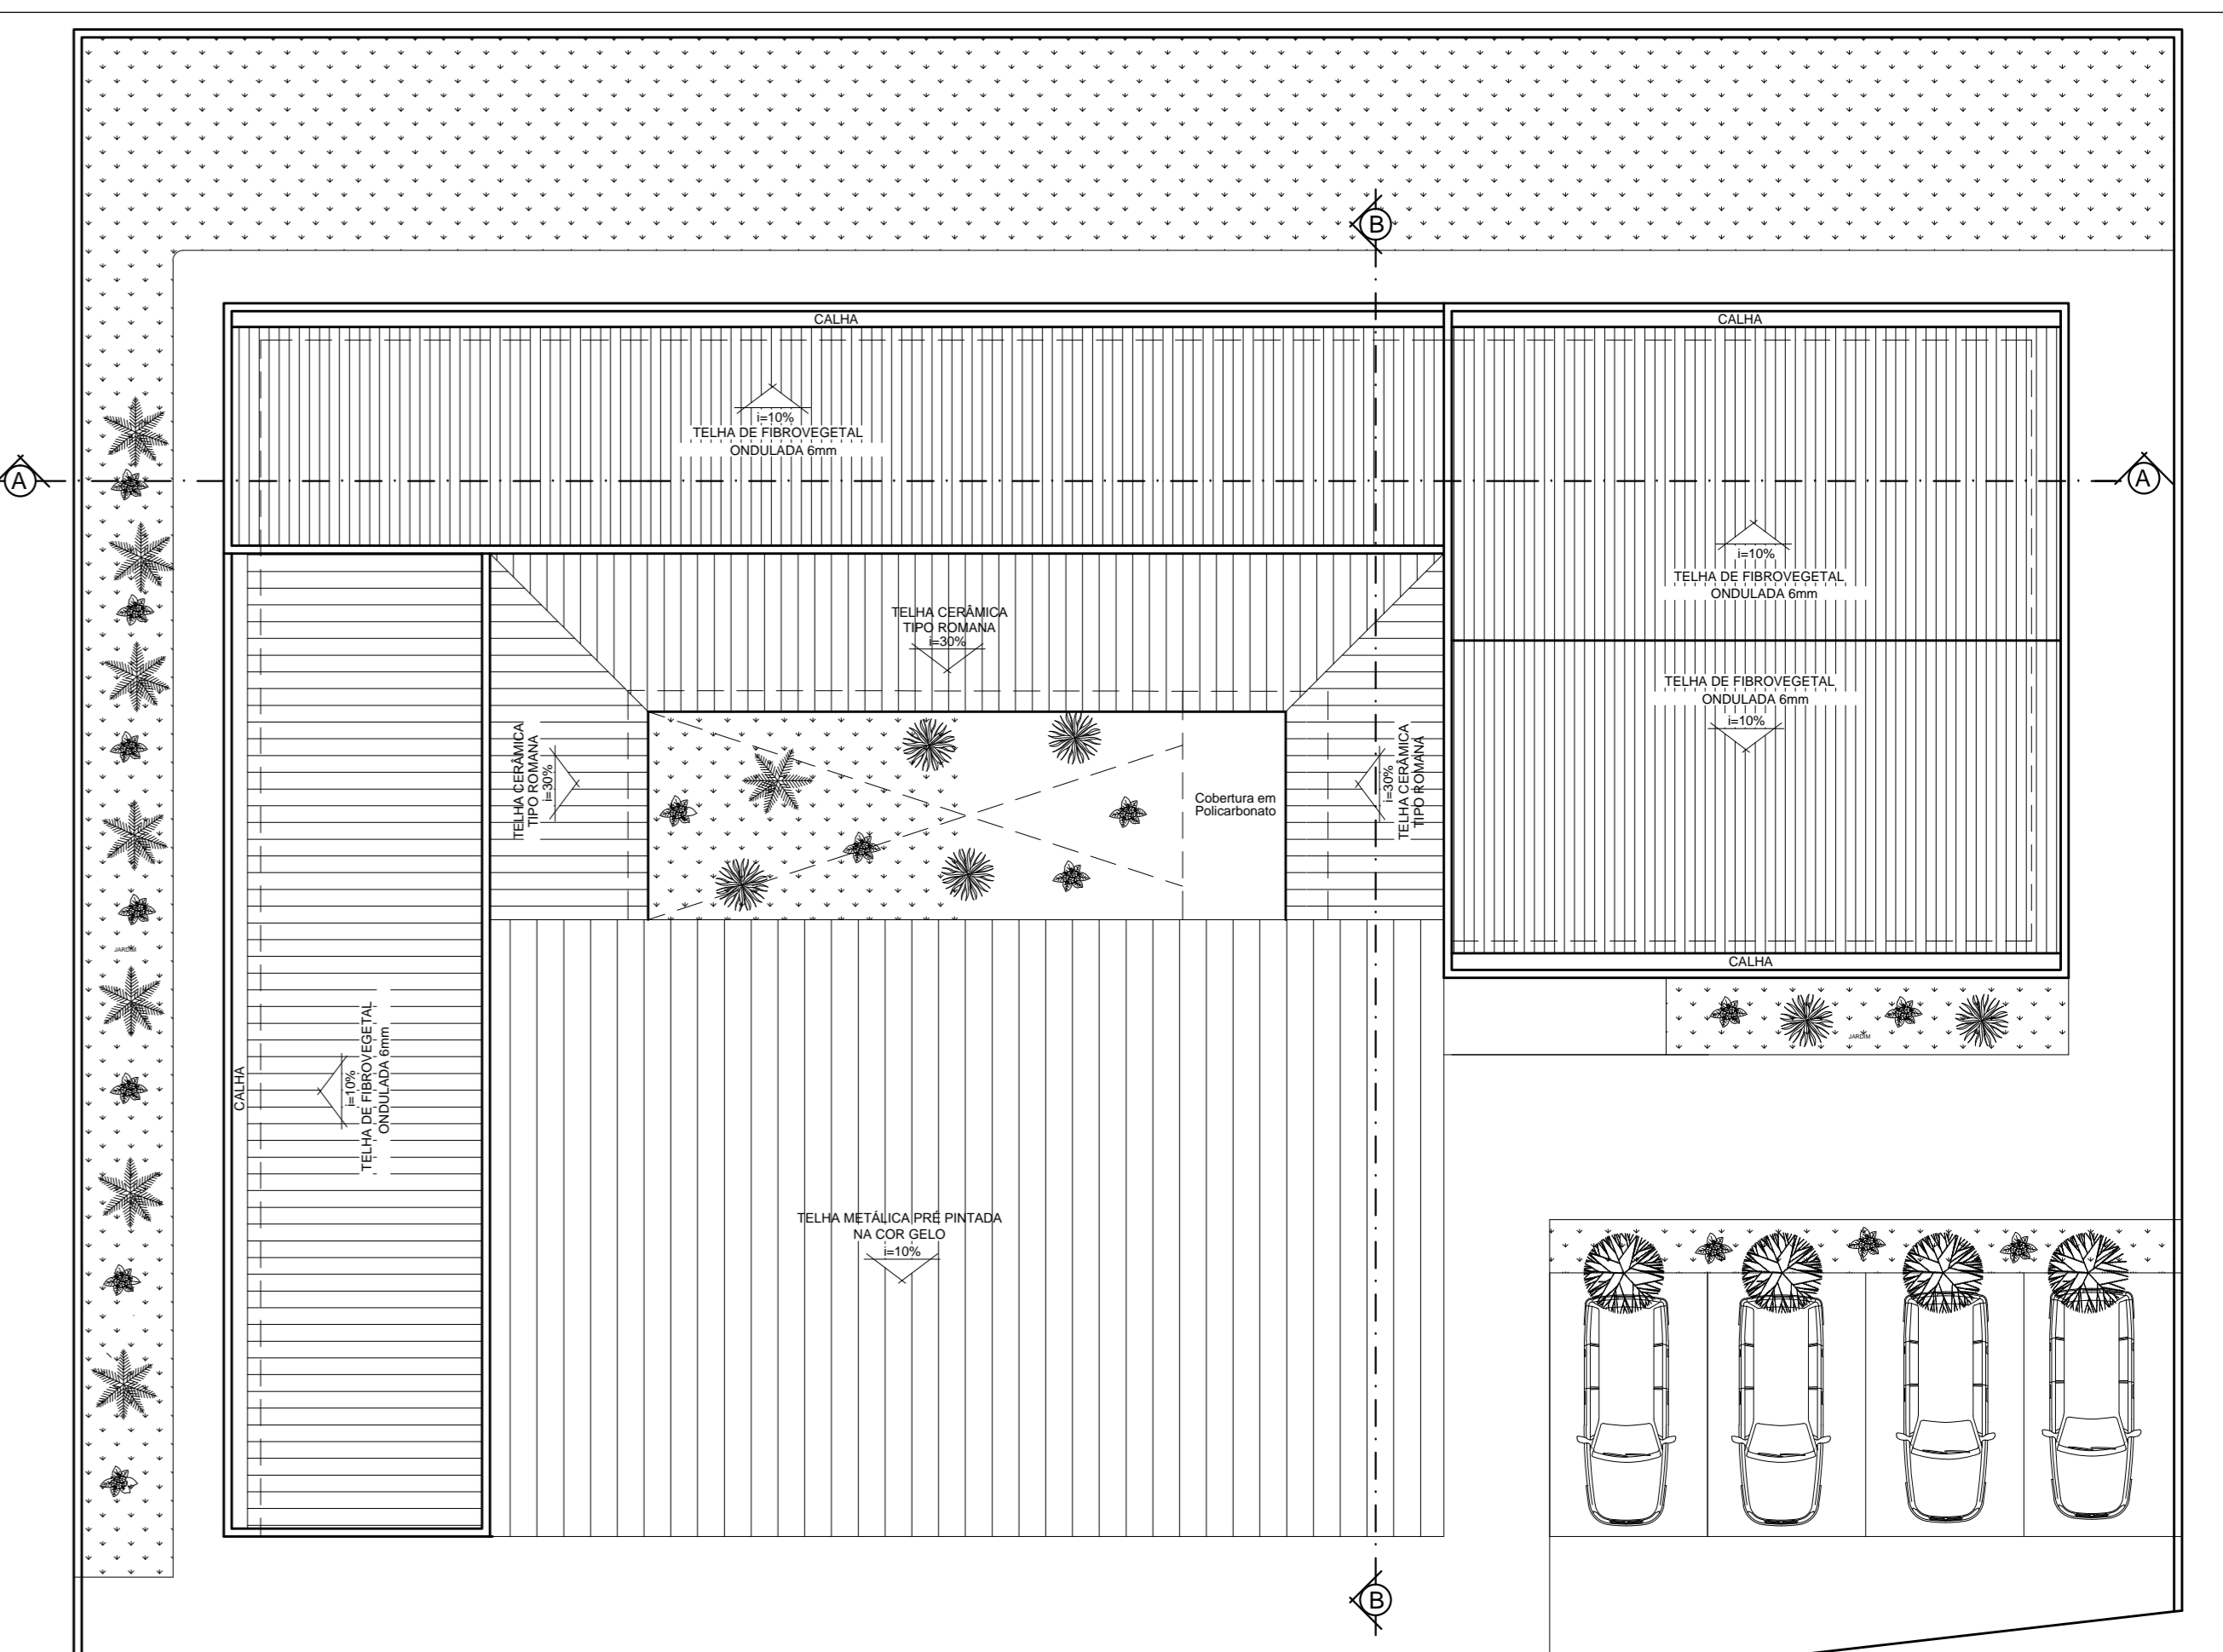 B
CALHA
CALHA
i=10%
TELHA DE FIBROVEGETAL
ONDULADA 6mm
A
A
i=10%
TELHA DE FIBROVEGETAL
ONDULADA 6mm
TELHA CERÂMICA
TIPO ROMANA
i=30%
TELHA DE FIBROVEGETAL
ONDULADA 6mm
i=10%
TELHA CERÂMICA
TIPO ROMANA
i=30%
Cobertura em
Policarbonato
i=30%
TELHA CERÂMICA
TIPO ROMANA
JARDIM
CALHA
CALHA
i=10%
TELHA DE FIBROVEGETAL
ONDULADA 6mm
JARDIM
TELHA METÁLICA PRÉ PINTADA
NA COR GELO
i=10%
B